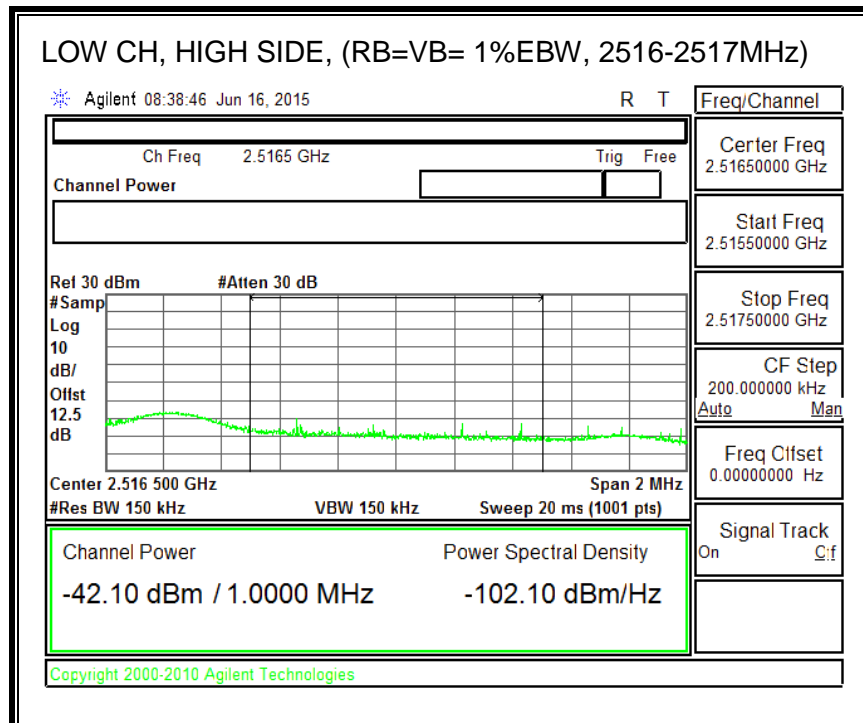 LOW CH, HIGH SIDE, (RB=VB= 1%EBW, 2516-2517MHz)
Agilent 08:38:46 Jun 16, 2015 R T
Freq/Channel
Ch Freq 2.5165 GHz Trig Free
Channel Power
Center Freq
2.51650000 GHz
Start Freq
2.51550000 GHz
Stop Freq
2.51750000 GHz
CF Step
200.000000 kHz
Auto Man
Freq Offset
0.00000000 Hz
Signal Track
On Off
Ref 30 dBm #Atten 30 dB
#Samp
Log
10
dB/
Offst
12.5
dB
Center 2.516 500 GHz Span 2 MHz
#Res BW 150 kHz VBW 150 kHz Sweep 20 ms (1001 pts)
Channel Power Power Spectral Density
-42.10 dBm / 1.0000 MHz -102.10 dBm/Hz
Copyright 2000-2010 Agilent Technologies